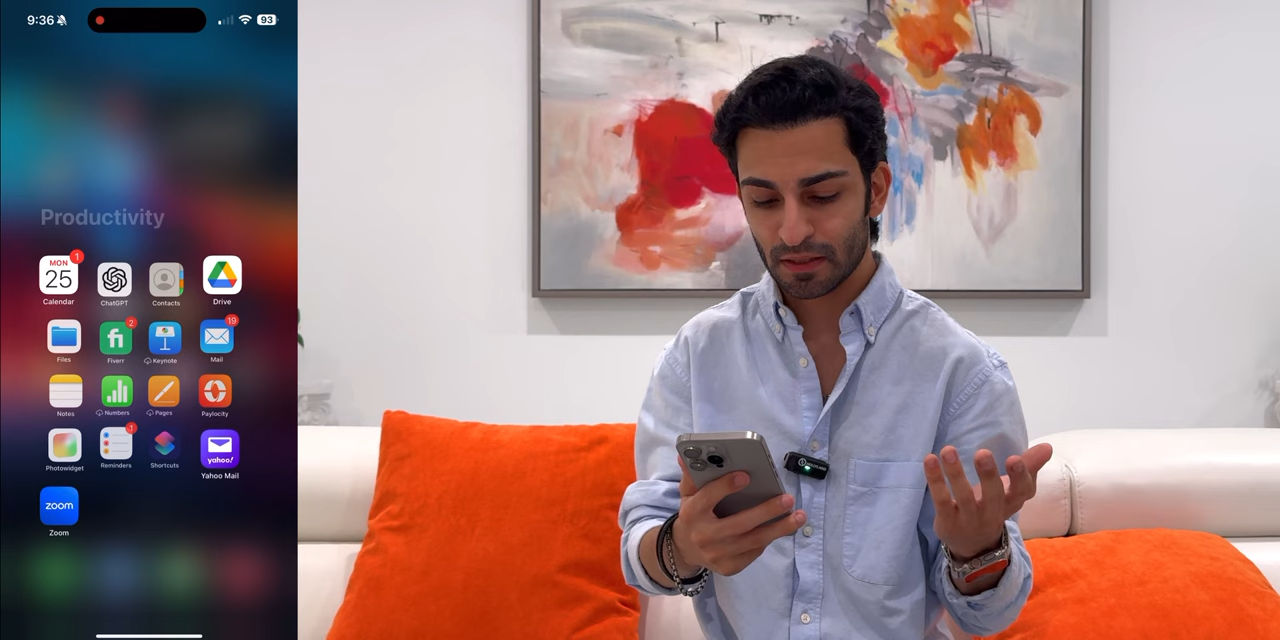 9:36
93
Productivity
MON 1
25
Calendar
ChatGPT
Contacts
Drive
2
19
Files
Fiverr
Keynote
Mail
fi
Notes
Numbers
Pages
Paylocity
1
yahoo!
Photowidget
Reminders
Shortcuts
Yahoo Mail
zoom
Zoom